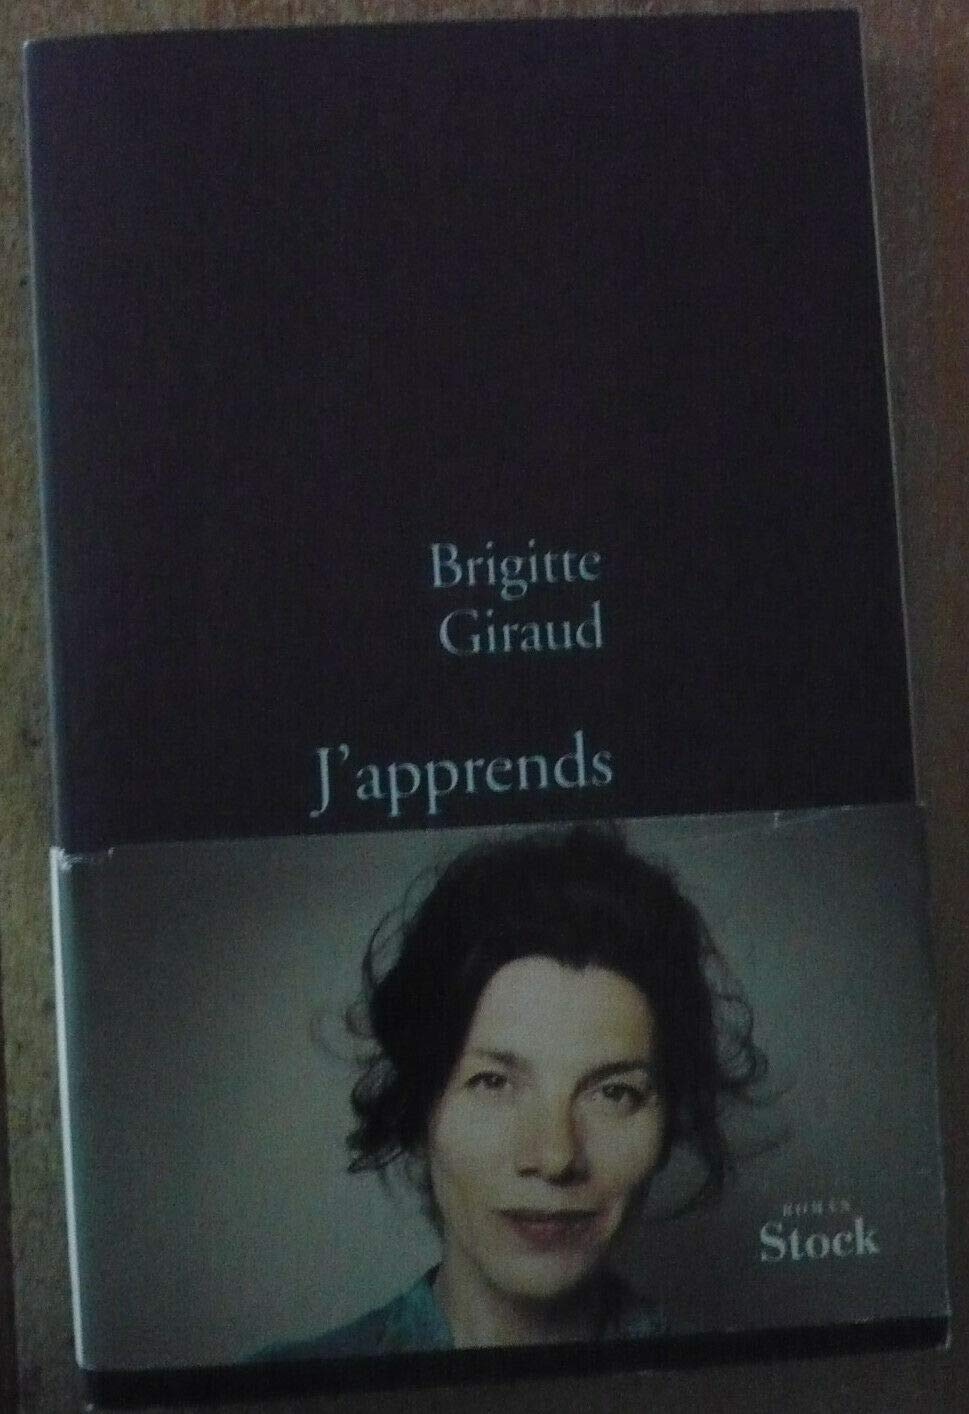 Brigitte
Giraud
J'apprends
ROMAN
Stock